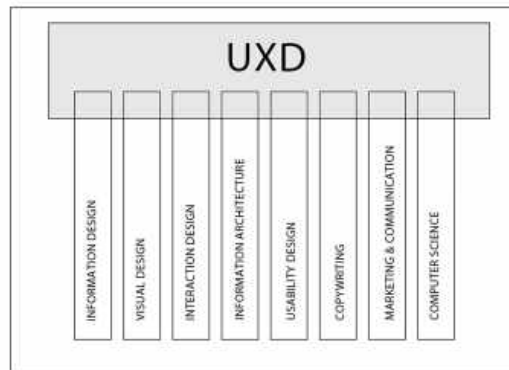 UXD
INFORMATION DESIGN
VISUAL DESIGN
INTERACTION DESIGN
INFORMATION ARCHITECTURE
USABILITY DESIGN
COPYWRITING
MARKETING & COMMUNICATION
COMPUTER SCIENCE